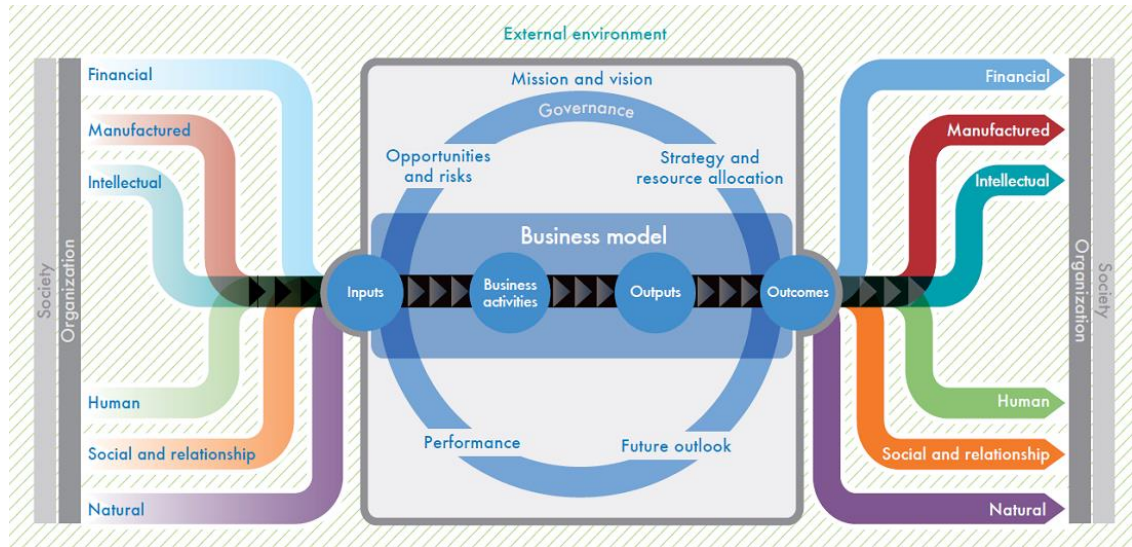 External environment
Society
Organization
Financial
Manufactured
Intellectual
Human
Social and relationship
Natural
Mission and vision
Governance
Opportunities
and risks
Strategy and
resource allocation
Business model
Inputs
Business
activities
Outputs
Outcomes
Performance
Future outlook
Financial
Manufactured
Intellectual
Human
Social and relationship
Natural
Organization
Society